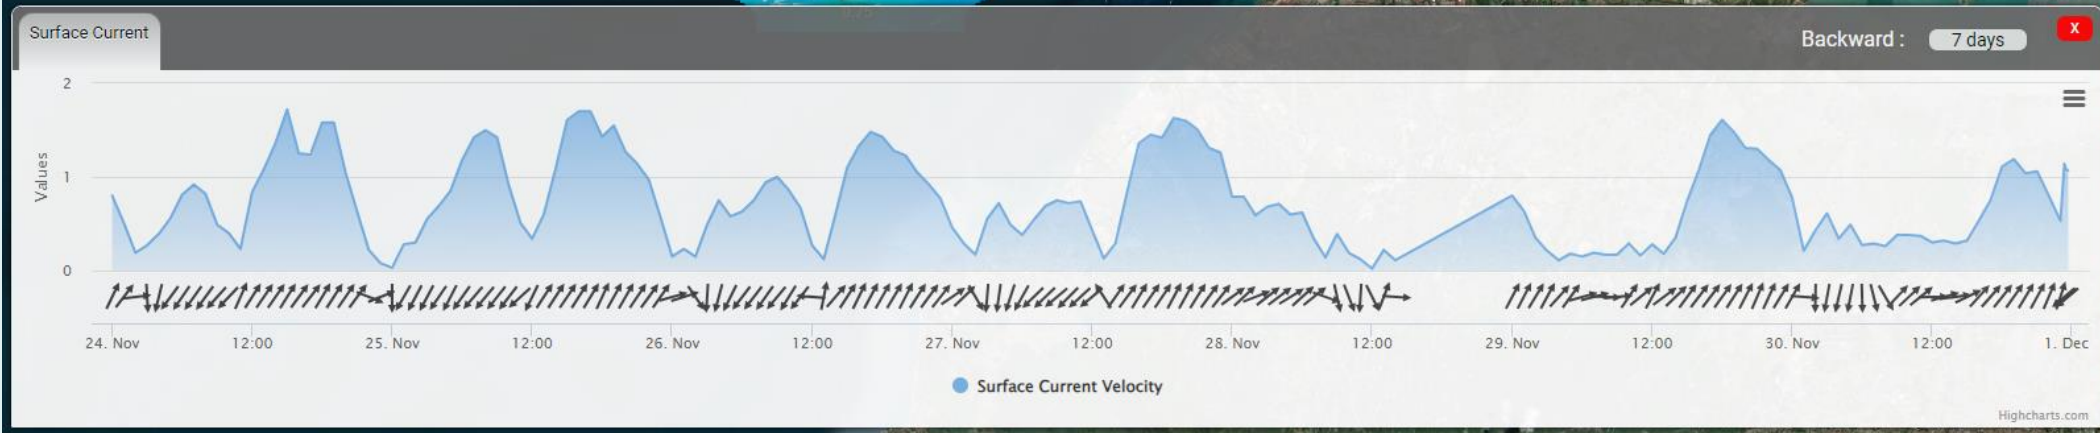 Surface Current
Backward : 7 days X
2
1
0
Values
24. Nov 12:00 25. Nov 12:00 26. Nov 12:00 27. Nov 12:00 28. Nov 12:00 29. Nov 12:00 30. Nov 12:00 1. Dec
Surface Current Velocity
Highcharts.com